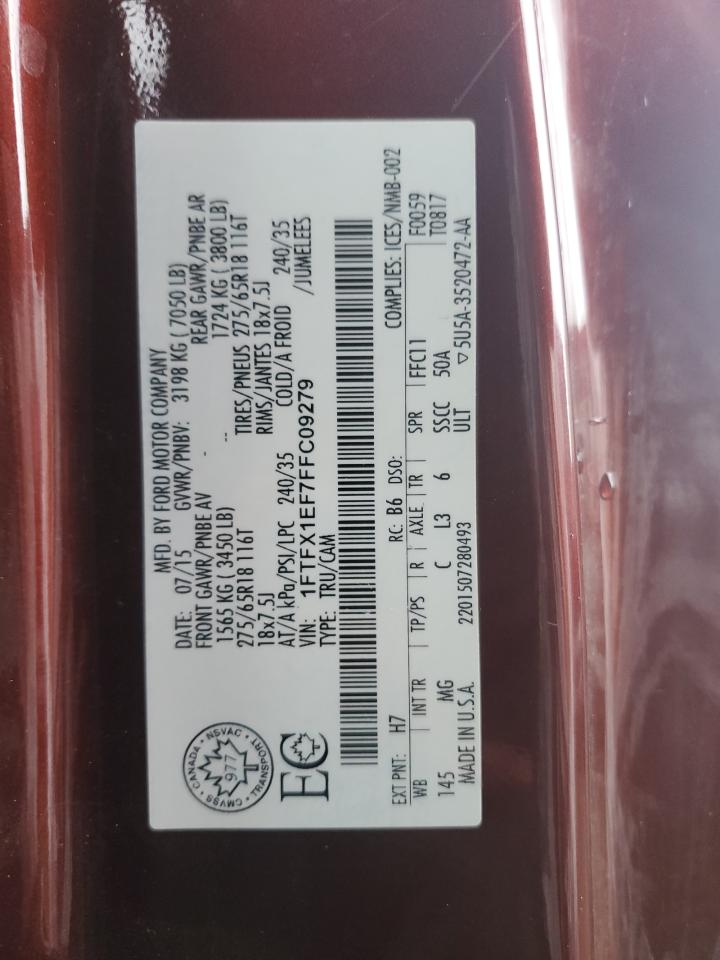 MFD. BY FORD MOTOR COMPANY
DATE: 07/15 GVWR/PNBV: 3198 KG ( 7050 LB)
FRONT GAWR/PNBE AV REAR GAWR/PNBE AR
1565 KG ( 3450 LB) 1724 KG ( 3800 LB)
275/65R18 116T TIRES/PNEUS 275/65R18 116T
18x7.5J RIMS/JANTES 18x7.5J
AT/A kPa/PSI/LPC 240/35 COLD/A FROID 240/35
VIN: 1FTFX1EF7FFC09279 /JUMELEES
TYPE: TRU/CAM
CANADA · NSVAC · TRANSPORT · CMVSS
977
EC
EXT PNT: H7 RC: B6 DSO: COMPLIES: ICES/NMB-002
WB INT TR TP/PS R AXLE TR SPR FFC11 F0059
145 MG C L3 6 SSCC 50A T0817
MADE IN U.S.A. 2201507280493 ULT ▽5U5A-3520472-AA